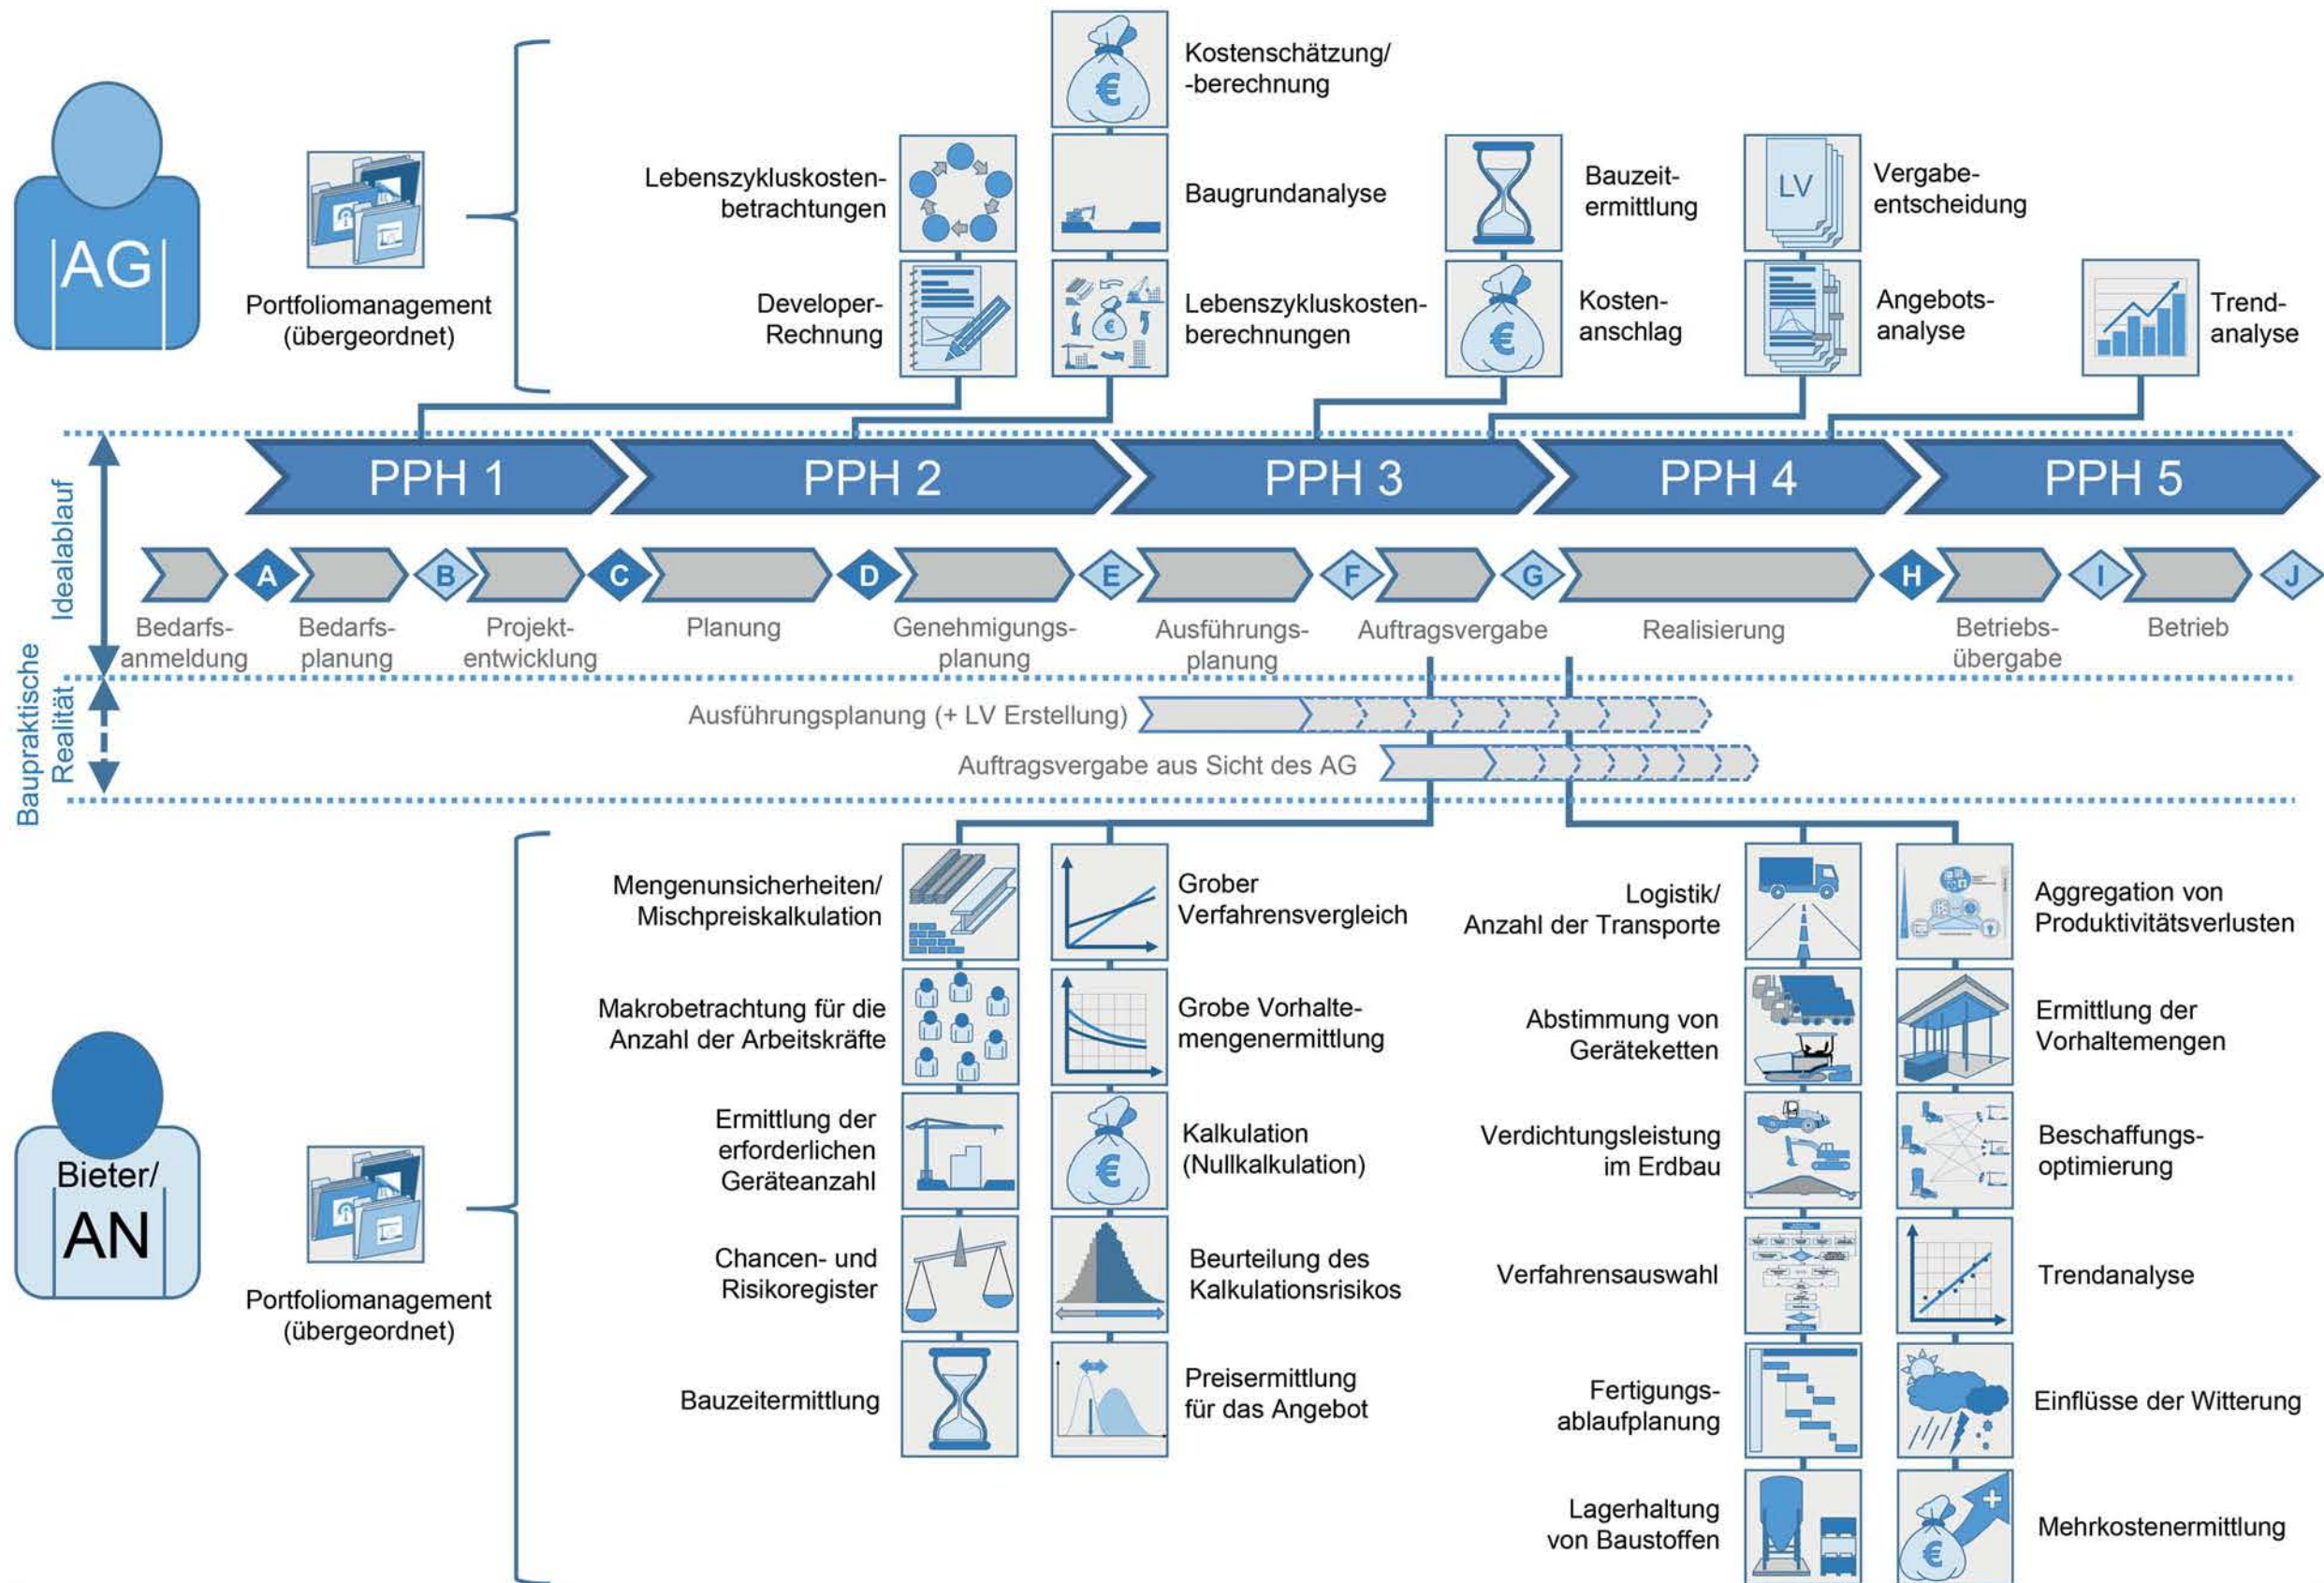 Kostenschätzung/
-berechnung
Lebenszykluskosten-
betrachtungen
Baugrundanalyse
Bauzeit-
ermittlung
LV
Vergabe-
entscheidung
|AG|
Portfoliomanagement
(übergeordnet)
Developer-
Rechnung
Lebenszykluskosten-
berechnungen
Kosten-
anschlag
Angebots-
analyse
Trend-
analyse
€
€
€
Idealablauf
PPH 1
PPH 2
PPH 3
PPH 4
PPH 5
A
B
C
D
E
F
G
H
I
J
Bedarfs-
anmeldung
Bedarfs-
planung
Projekt-
entwicklung
Planung
Genehmigungs-
planung
Ausführungs-
planung
Auftragsvergabe
Realisierung
Betriebs-
übergabe
Betrieb
Baupraktische
Realität
Ausführungsplanung (+ LV Erstellung)
Auftragsvergabe aus Sicht des AG
Bieter/
AN
Portfoliomanagement
(übergeordnet)
Mengenunsicherheiten/
Mischpreiskalkulation
Grober
Verfahrensvergleich
Makrobetrachtung für die
Anzahl der Arbeitskräfte
Grobe Vorhalte-
mengenermittlung
Ermittlung der
erforderlichen
Geräteanzahl
€
Kalkulation
(Nullkalkulation)
Chancen- und
Risikoregister
Beurteilung des
Kalkulationsrisikos
Bauzeitermittlung
Preisermittlung
für das Angebot
Logistik/
Anzahl der Transporte
Aggregation von
Produktivitätsverlusten
Abstimmung von
Geräteketten
Ermittlung der
Vorhaltemengen
Verdichtungsleistung
im Erdbau
Beschaffungs-
optimierung
Verfahrensauswahl
Trendanalyse
Fertigungs-
ablaufplanung
Einflüsse der Witterung
Lagerhaltung
von Baustoffen
€
+
Mehrkostenermittlung